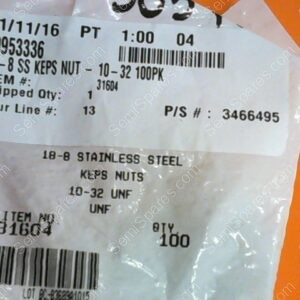 1/11/16 PT 1:00 04
953336
-8 SS KEPS NUT - 10-32 100PK
EM #: 31604
ipped Qty: 1
ur Line #: 13 P/S # : 3466495
18-8 STAINLESS STEEL
KEPS NUTS
10-32 UNF
UNF
ITEM NO QTY
31604 100